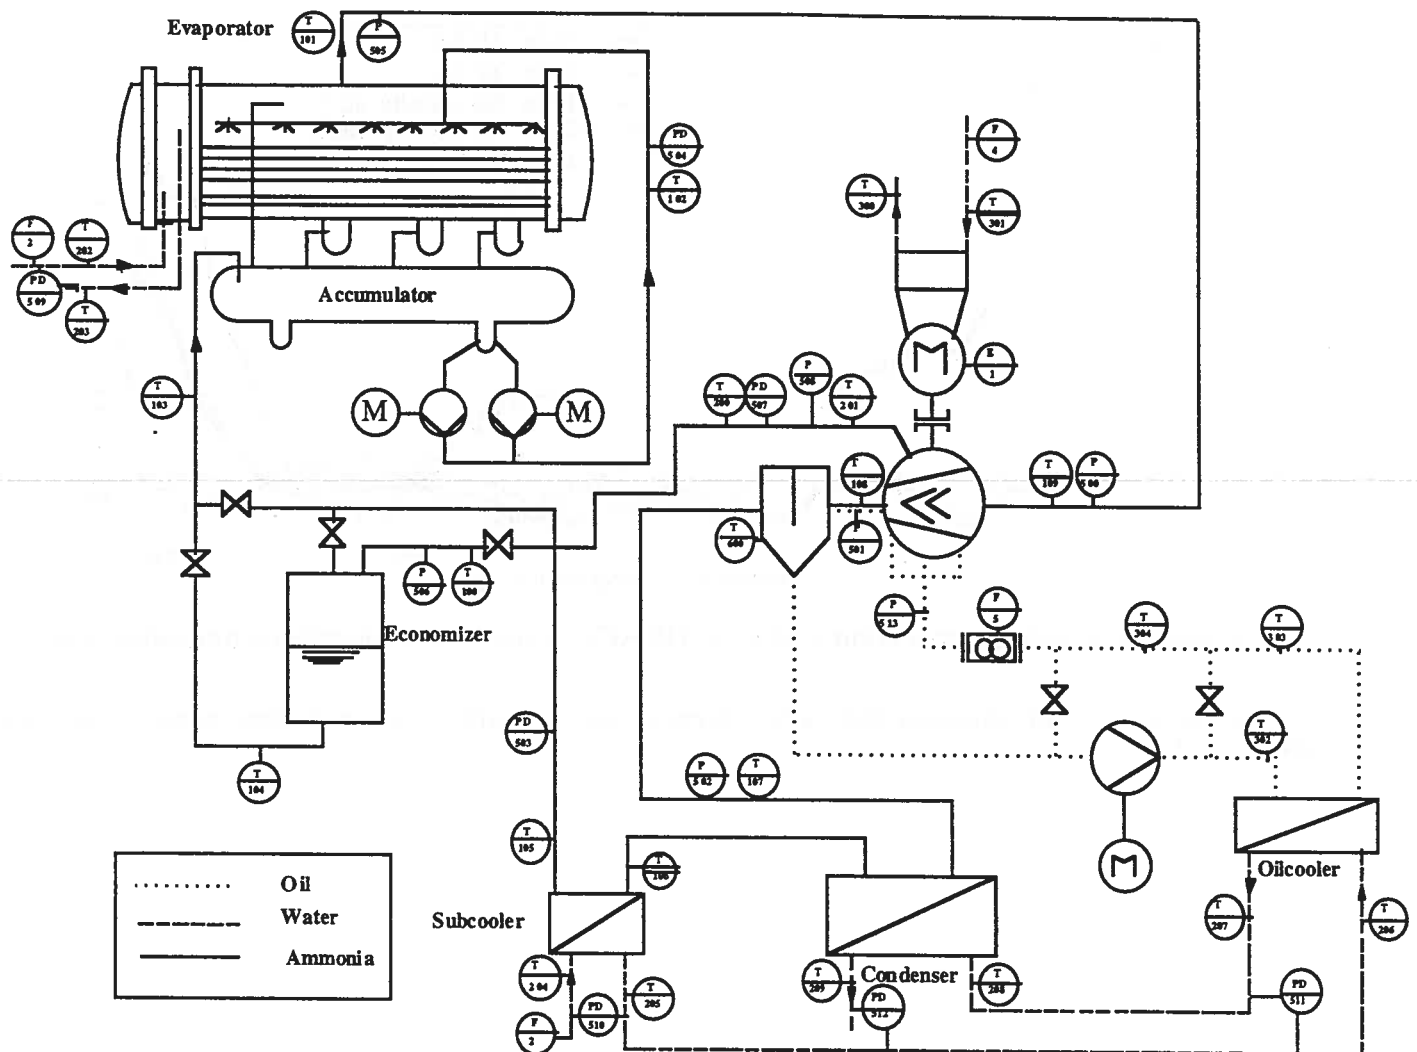 Evaporator
T
101
P
505
PD
504
T
102
F
4
T
300
T
301
F
2
T
202
PD
509
T
203
Accumulator
T
103
M
M
M
E
1
T
200
PD
507
P
508
T
201
T
108
T
109
P
500
T
600
P
501
P
506
T
100
Economizer
P
513
F
5
T
304
T
303
T
302
PD
503
T
104
P
502
T
107
T
105
T
106
M
Oilcooler
Oil
Water
Ammonia
Subcooler
T
204
F
2
PD
510
T
205
T
209
Condenser
PD
512
T
208
T
207
T
206
PD
511